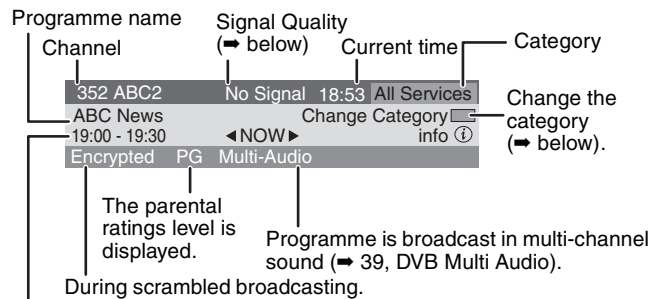 Programme name
Signal Quality
(➡ below)
Channel
Current time
Category
352 ABC2 No Signal 18:53 All Services
ABC News Change Category
19:00 - 19:30 ◄NOW► info ⓘ
Encrypted PG Multi-Audio
Change the
category
(➡ below).
The parental
ratings level is
displayed.
Programme is broadcast in multi-channel
sound (➡ 39, DVB Multi Audio).
During scrambled broadcasting.